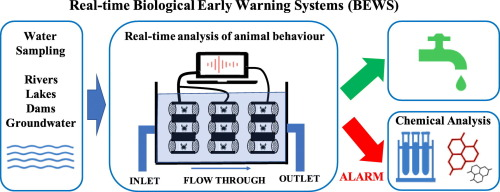 Real-time Biological Early Warning Systems (BEWS)
Water
Sampling
Rivers
Lakes
Dams
Groundwater
Real-time analysis of animal behaviour
INLET
FLOW THROUGH
OUTLET
ALARM
Chemical Analysis